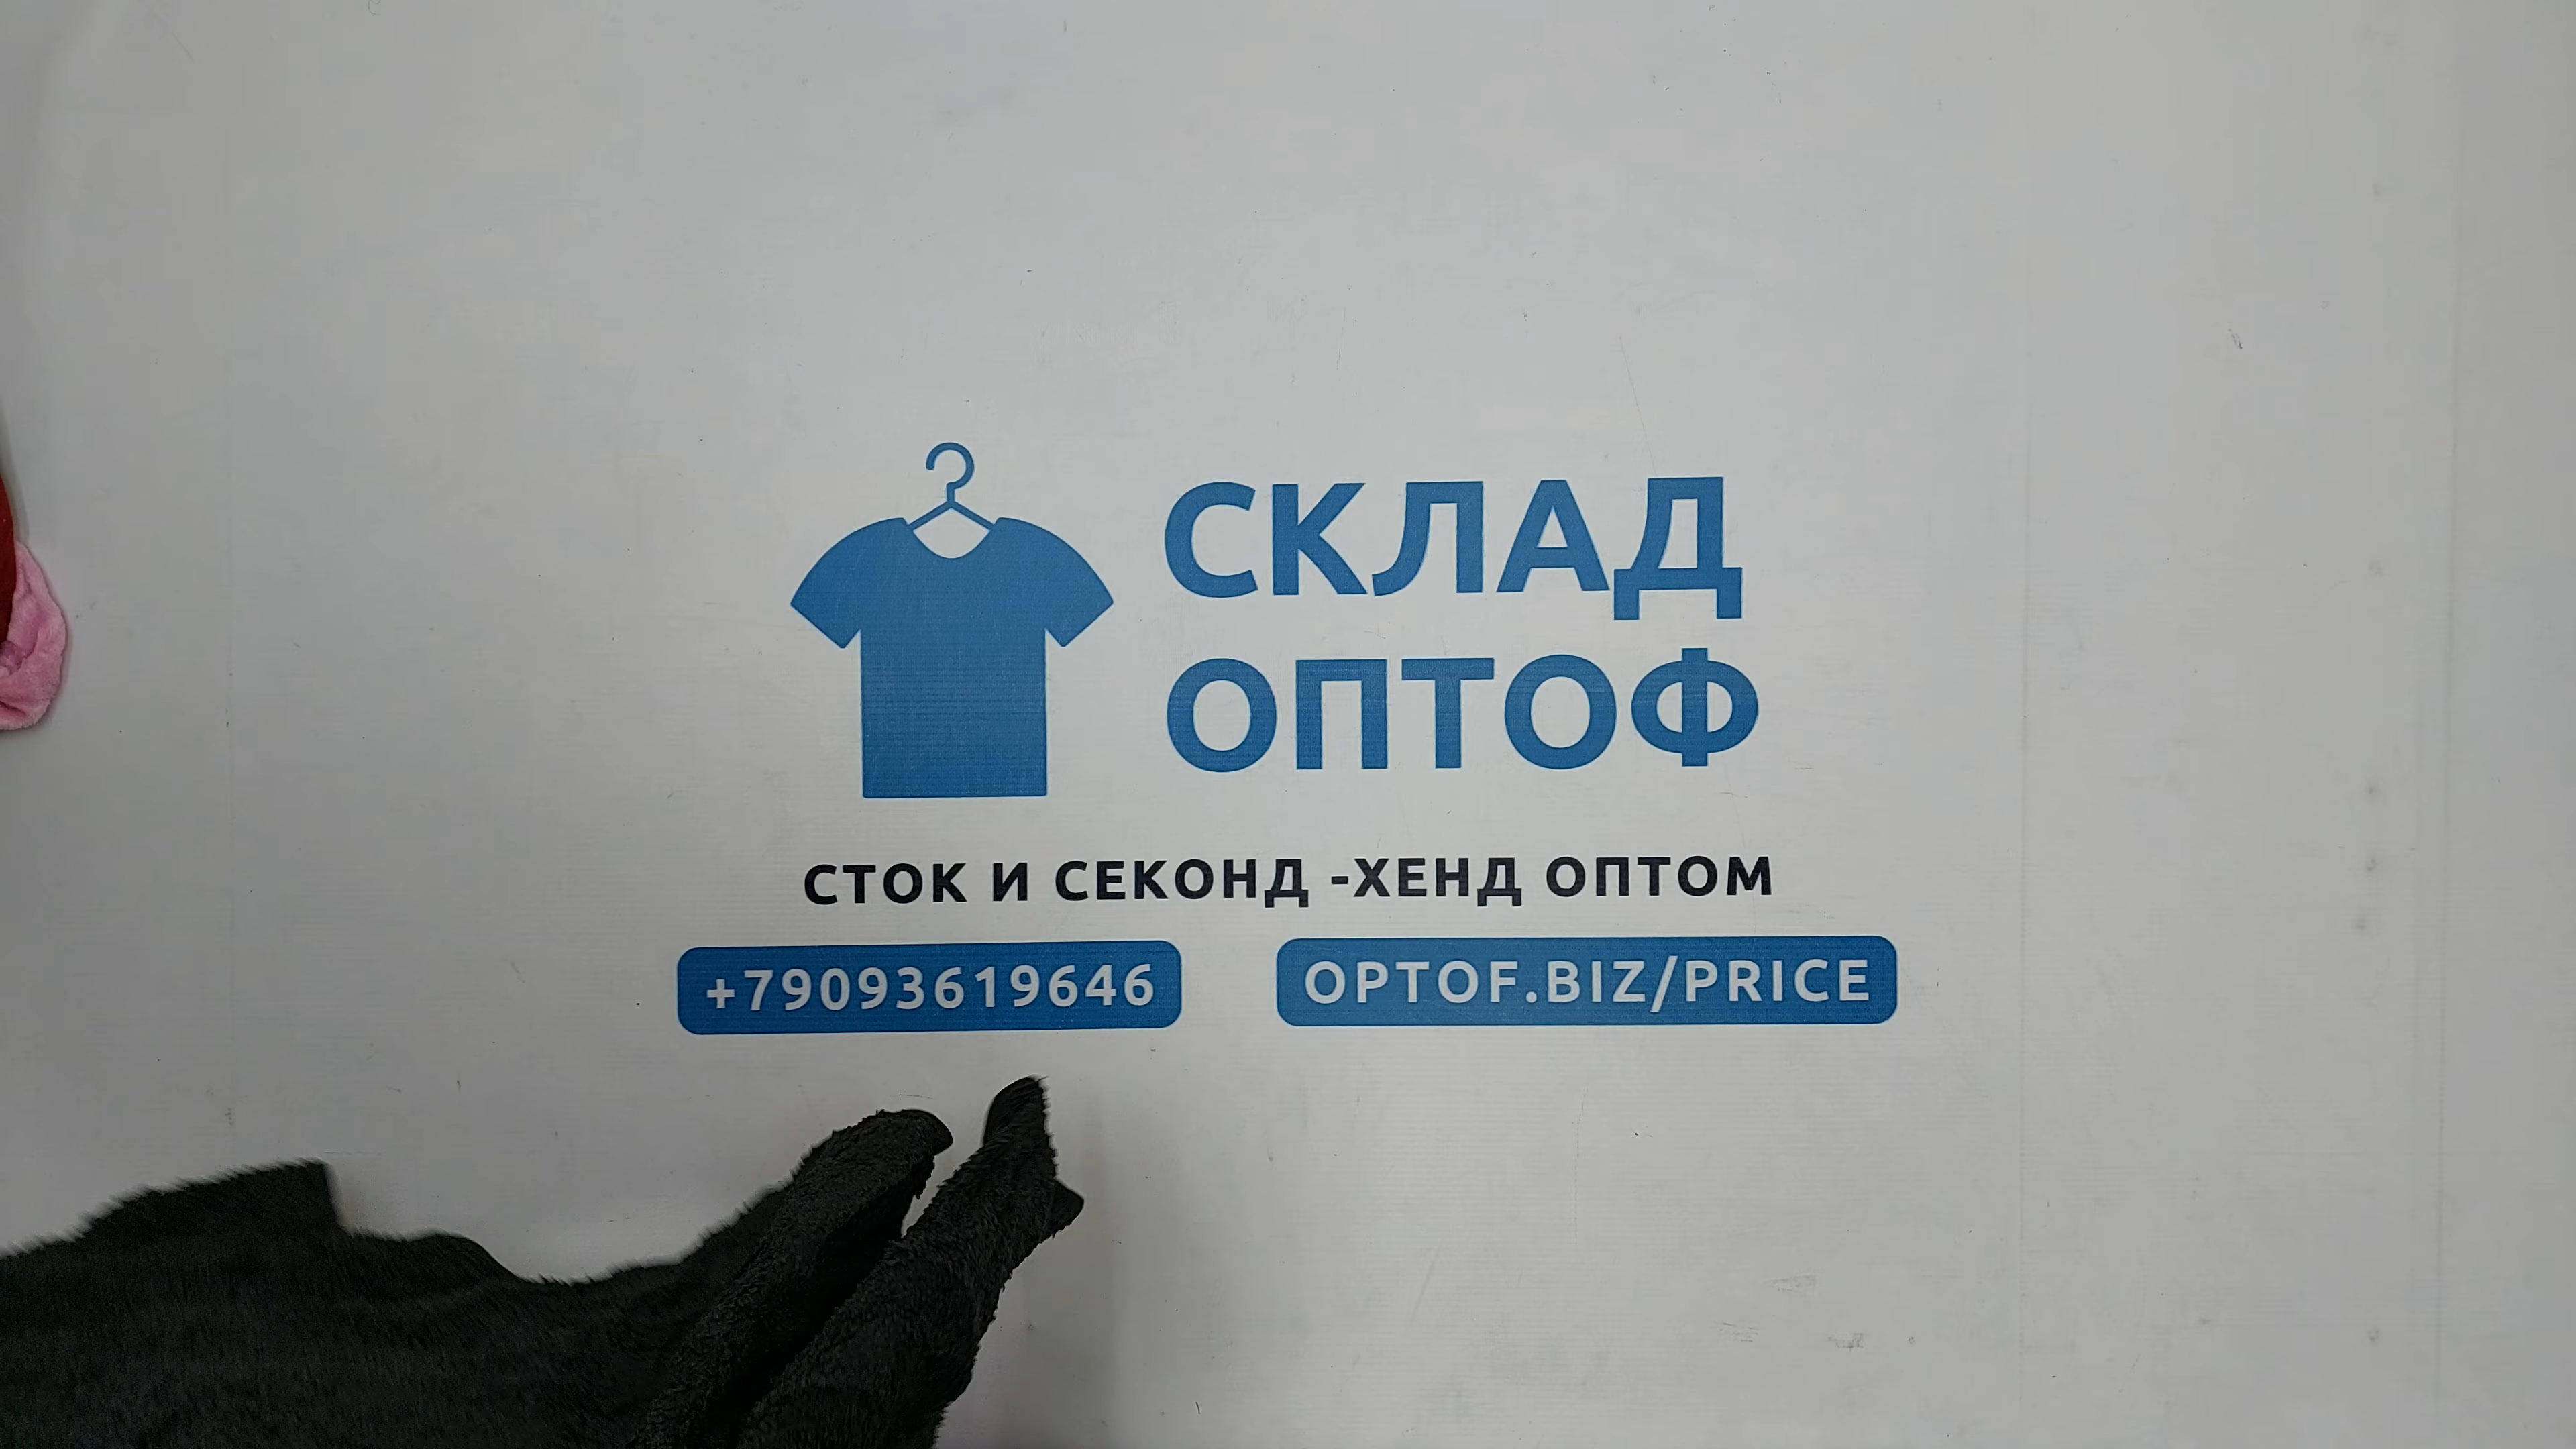 СКЛАД
ОПТОФ
СТОК И СЕКОНД -ХЕНД ОПТОМ
+79093619646
OPTOF.BIZ/PRICE